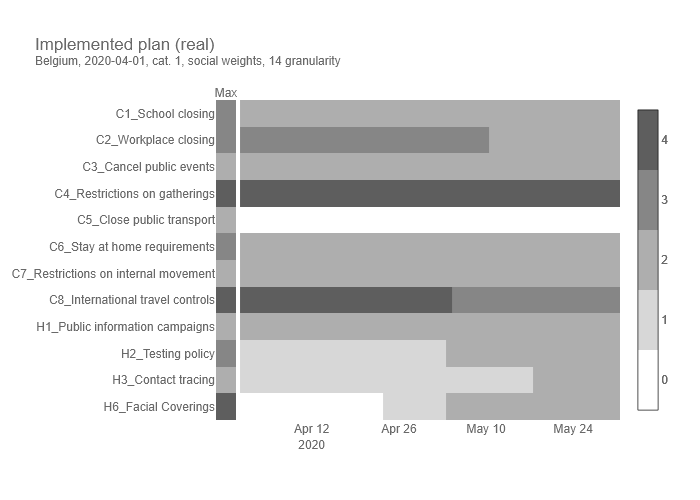 Implemented plan (real)
Belgium, 2020-04-01, cat. 1, social weights, 14 granularity
Max
C1_School closing
C2_Workplace closing
C3_Cancel public events
C4_Restrictions on gatherings
C5_Close public transport
C6_Stay at home requirements
C7_Restrictions on internal movement
C8_International travel controls
H1_Public information campaigns
H2_Testing policy
H3_Contact tracing
H6_Facial Coverings
Apr 12 Apr 26 May 10 May 24
2020
4
3
2
1
0